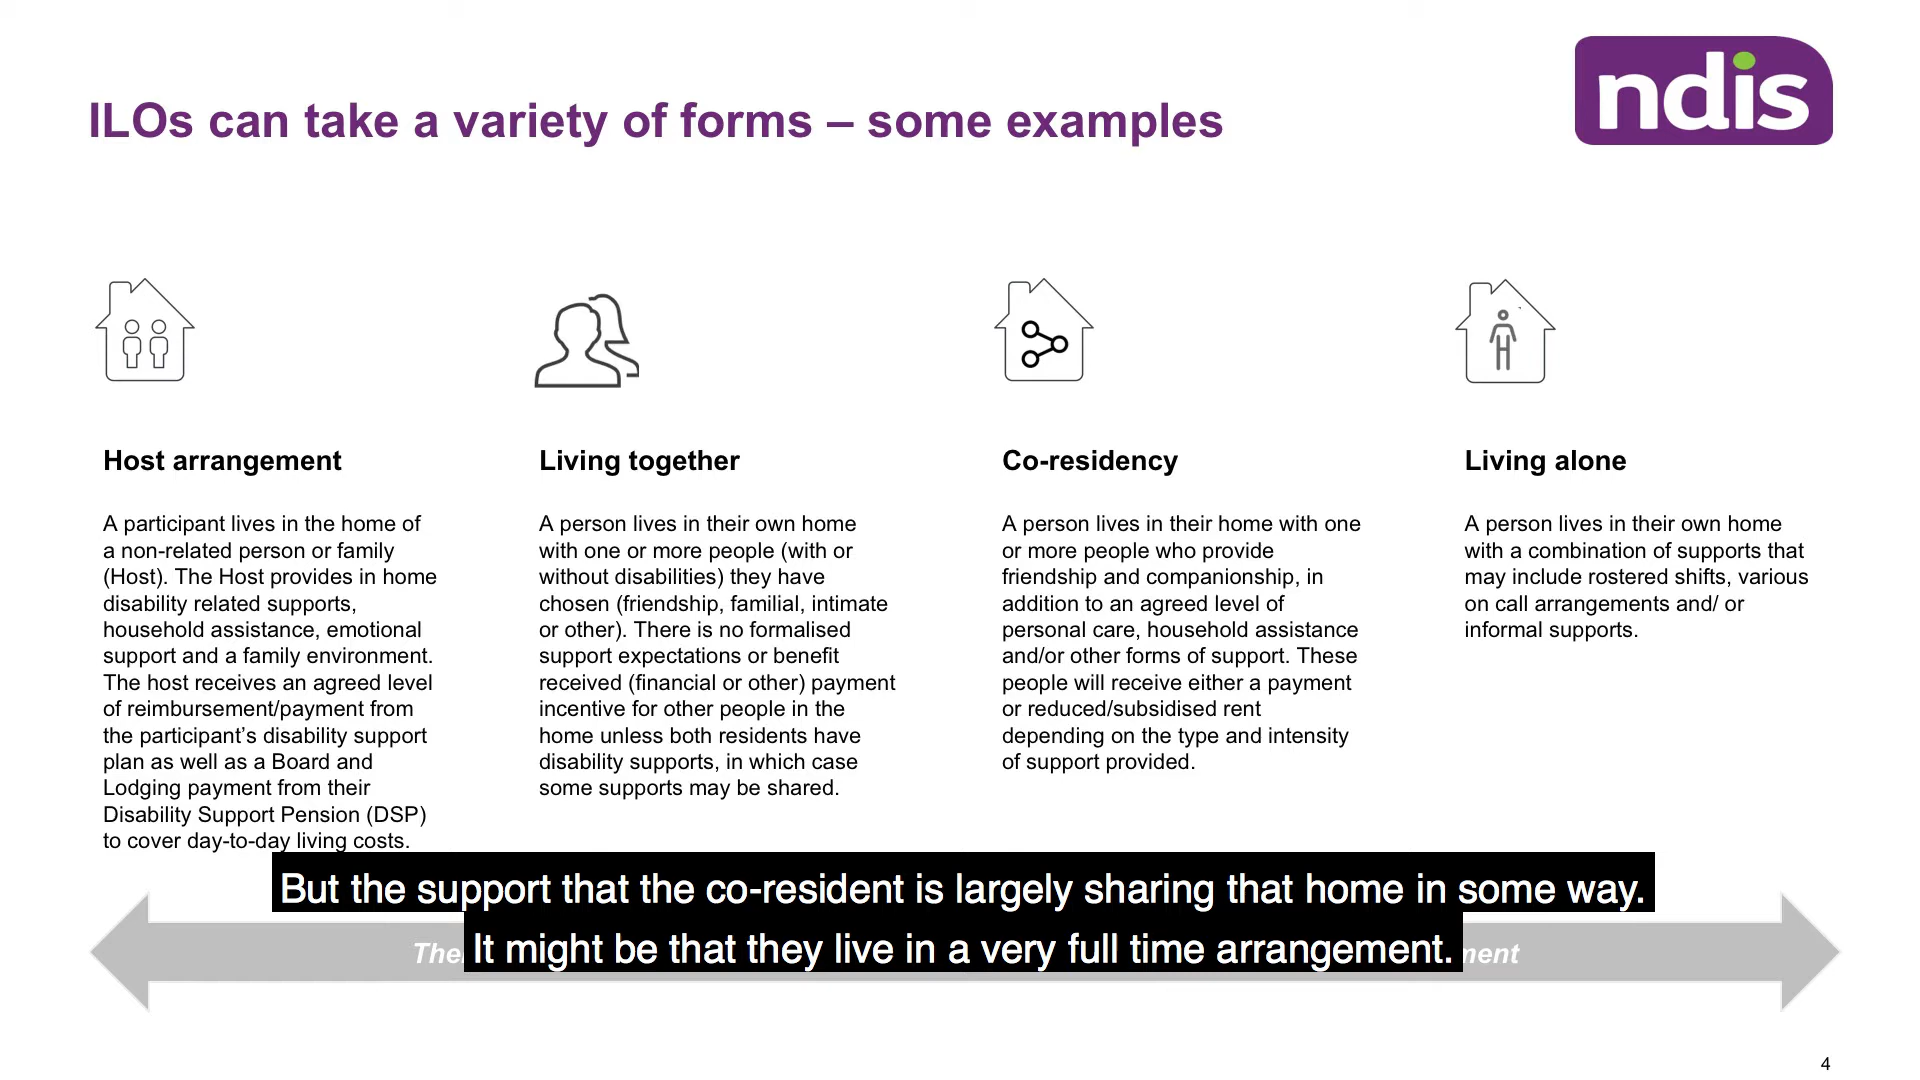 ILOs can take a variety of forms – some examples
ndis
Host arrangement
A participant lives in the home of
a non-related person or family
(Host). The Host provides in home
disability related supports,
household assistance, emotional
support and a family environment.
The host receives an agreed level
of reimbursement/payment from
the participant’s disability support
plan as well as a Board and
Lodging payment from their
Disability Support Pension (DSP)
to cover day-to-day living costs.
Living together
A person lives in their own home
with one or more people (with or
without disabilities) they have
chosen (friendship, familial, intimate
or other). There is no formalised
support expectations or benefit
received (financial or other) payment
incentive for other people in the
home unless both residents have
disability supports, in which case
some supports may be shared.
Co-residency
A person lives in their home with one
or more people who provide
friendship and companionship, in
addition to an agreed level of
personal care, household assistance
and/or other forms of support. These
people will receive either a payment
or reduced/subsidised rent
depending on the type and intensity
of support provided.
Living alone
A person lives in their own home
with a combination of supports that
may include rostered shifts, various
on call arrangements and/ or
informal supports.
But the support that the co-resident is largely sharing that home in some way.
It might be that they live in a very full time arrangement.
4